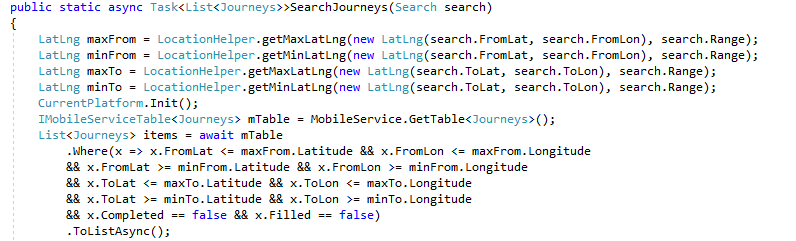 public static async Task<List<Journeys>>SearchJourneys(Search search)
{
LatLng maxFrom = LocationHelper.getMaxLatLng(new LatLng(search.FromLat, search.FromLon), search.Range);
LatLng minFrom = LocationHelper.getMinLatLng(new LatLng(search.FromLat, search.FromLon), search.Range);
LatLng maxTo = LocationHelper.getMaxLatLng(new LatLng(search.ToLat, search.ToLon), search.Range);
LatLng minTo = LocationHelper.getMinLatLng(new LatLng(search.ToLat, search.ToLon), search.Range);
CurrentPlatform.Init();
IMobileServiceTable<Journeys> mTable = MobileService.GetTable<Journeys>();
List<Journeys> items = await mTable
.Where(x => x.FromLat <= maxFrom.Latitude && x.FromLon <= maxFrom.Longitude
&& x.FromLat >= minFrom.Latitude && x.FromLon >= minFrom.Longitude
&& x.ToLat <= maxTo.Latitude && x.ToLon <= maxTo.Longitude
&& x.ToLat >= minTo.Latitude && x.ToLon >= minTo.Longitude
&& x.Completed == false && x.Filled == false)
.ToListAsync();